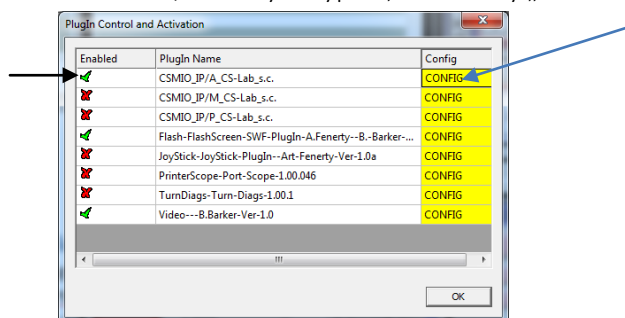 PlugIn Control and Activation
Enabled PlugIn Name Config
CSMIO_IP/A_CS-Lab_s.c. CONFIG
CSMIO_IP/M_CS-Lab_s.c. CONFIG
CSMIO_IP/P_CS-Lab_s.c. CONFIG
Flash-FlashScreen-SWF-PlugIn-A.Fenerty--B.-Barker-... CONFIG
JoyStick-JoyStick-PlugIn--Art-Fenerty-Ver-1.0a CONFIG
PrinterScope-Port-Scope-1.00.046 CONFIG
TurnDiags-Turn-Diags-1.00.1 CONFIG
Video---B.Barker-Ver-1.0 CONFIG
OK